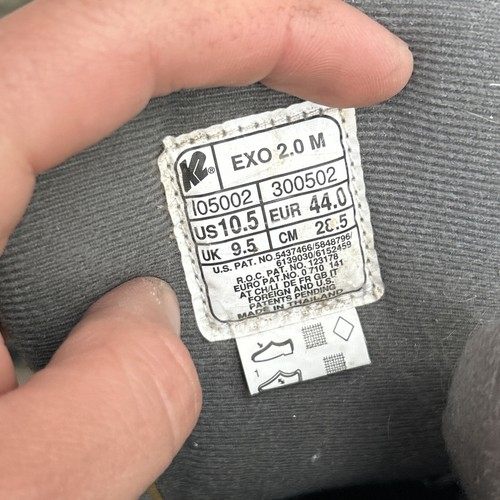 K2® EXO 2.0 M
105002 300502
US 10.5 EUR 44.0
UK 9.5 CM 28.5
U.S. PAT. NO. 5437466/5848796/
6139030/6152459
R.O.C. PAT. NO. 123178
EURO PAT.NO. 0 710 141
AT CH/LI DE FR GB IT
FOREIGN AND U.S.
PATENTS PENDING
MADE IN THAILAND
1